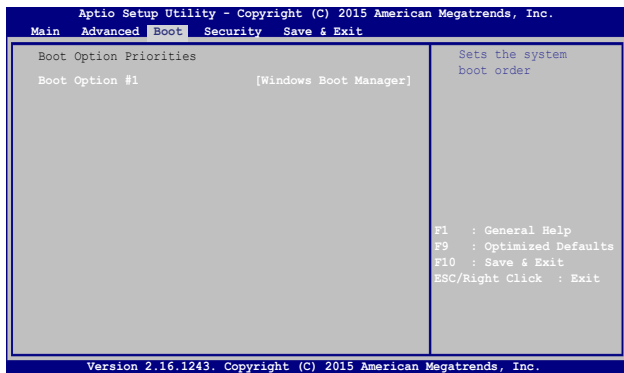 Aptio Setup Utility - Copyright (C) 2015 American Megatrends, Inc.
Main Advanced Boot Security Save & Exit
Boot Option Priorities
Boot Option #1 [Windows Boot Manager]
Sets the system
boot order
F1 : General Help
F9 : Optimized Defaults
F10 : Save & Exit
ESC/Right Click : Exit
Version 2.16.1243. Copyright (C) 2015 American Megatrends, Inc.